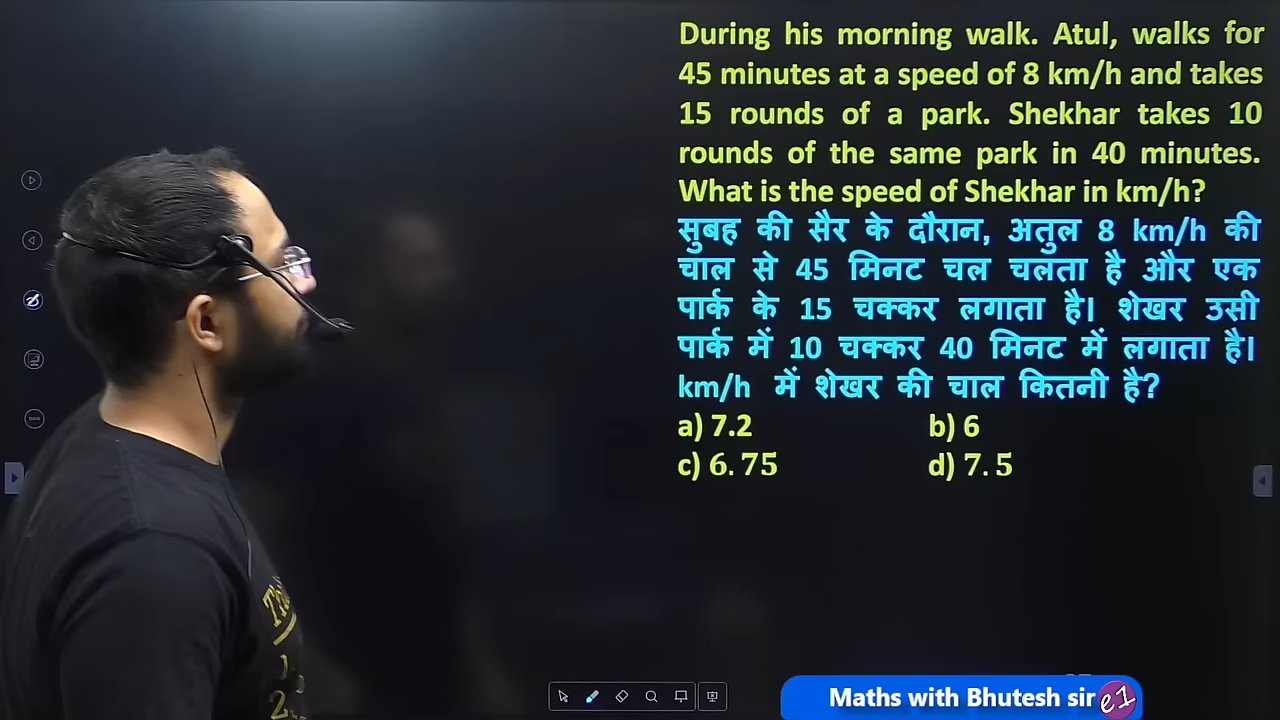 During his morning walk. Atul, walks for
45 minutes at a speed of 8 km/h and takes
15 rounds of a park. Shekhar takes 10
rounds of the same park in 40 minutes.
What is the speed of Shekhar in km/h?
सुबह की सैर के दौरान, अतुल 8 km/h की
चाल से 45 मिनट चल चलता है और एक
पार्क के 15 चक्कर लगाता है। शेखर उसी
पार्क में 10 चक्कर 40 मिनट में लगाता है।
km/h में शेखर की चाल कितनी है?
a) 7.2 b) 6
c) 6.75 d) 7.5
Maths with Bhutesh sir e1